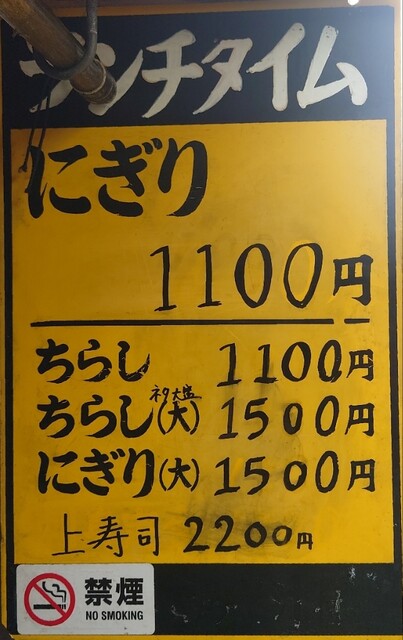 ランチタイム
にぎり
1100円
ちらし 1100円
ネタ大盛
ちらし(大) 1500円
にぎり(大) 1500円
上寿司 2200円
禁煙
NO SMOKING